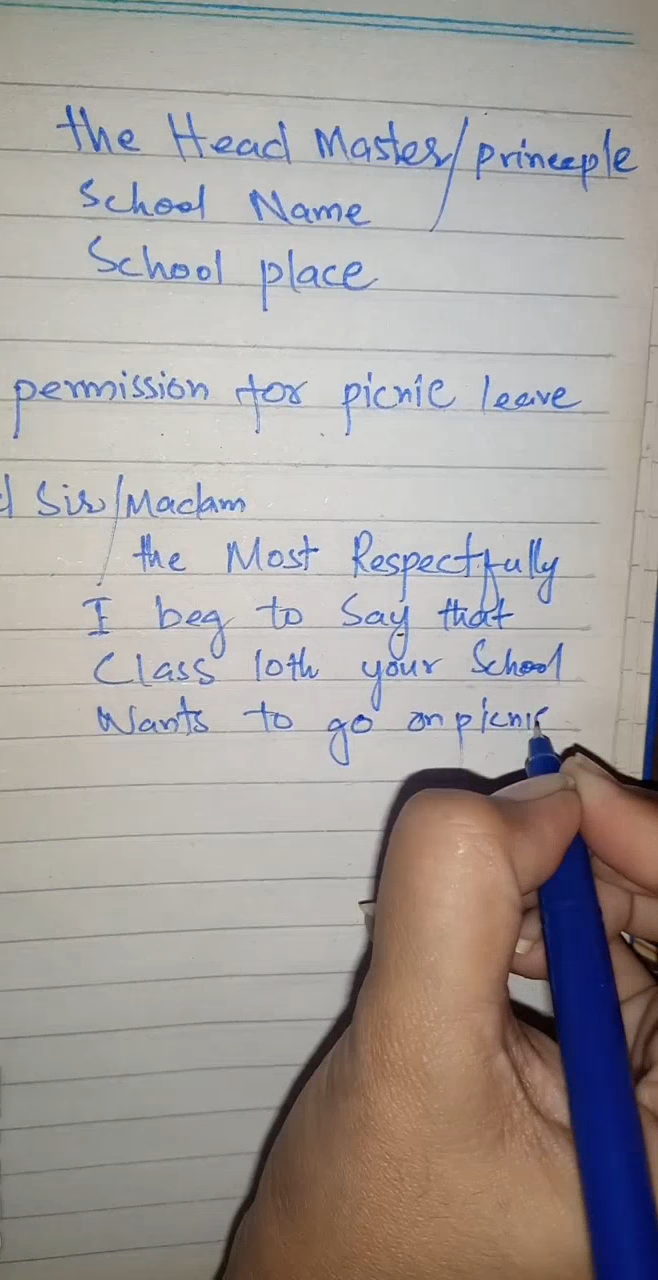 the Head Master/princeple
School Name
School place
permission for picnic leave
d Sir/Madam
the Most Respectfully
I beg to Say that
Class 10th your School
Wants to go on picnic